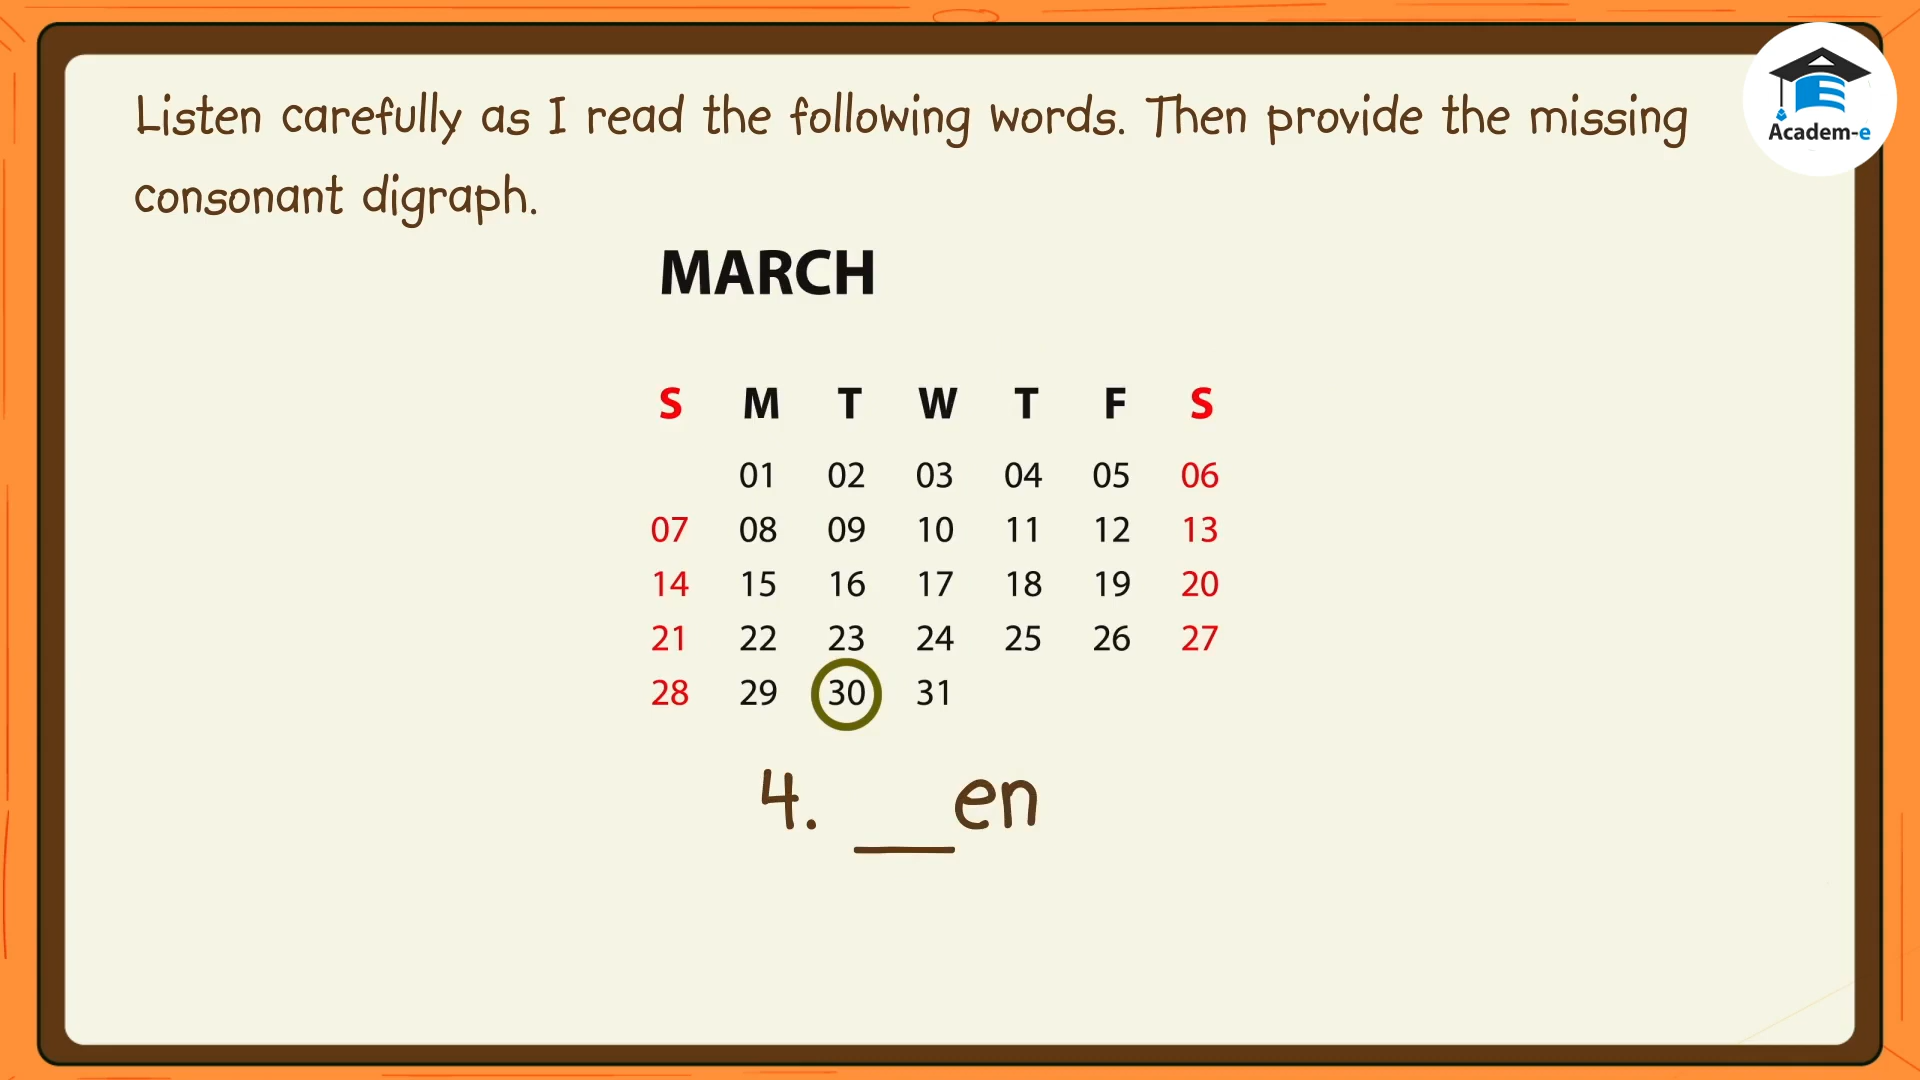 Listen carefully as I read the following words. Then provide the missing
consonant digraph.
Academ-e
MARCH
S M T W T F S
01 02 03 04 05 06
07 08 09 10 11 12 13
14 15 16 17 18 19 20
21 22 23 24 25 26 27
28 29 30 31
4. __en